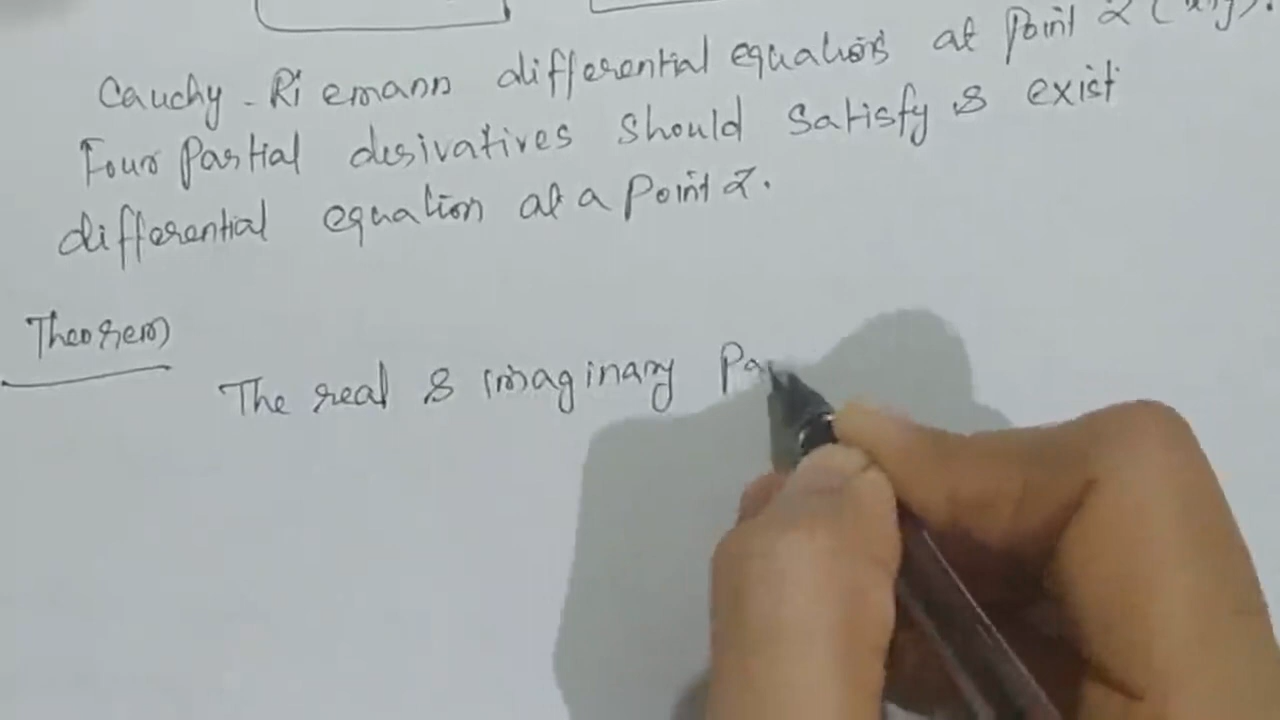 Cauchy - Riemann differential equations at point z (x,y).
Four Partial derivatives should satisfy & exist
differential equation at a Point z.
Theorem
The real & imaginary Pa